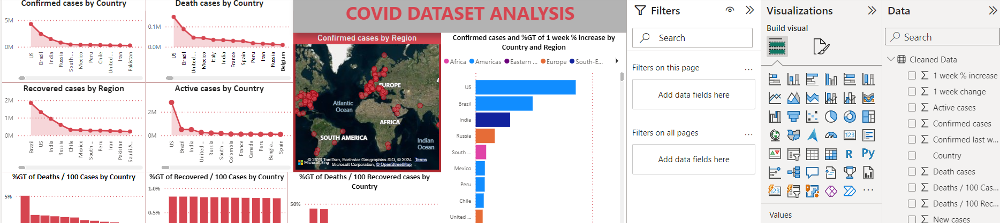 Confirmed cases by Country
5M
0M
US
Brazil
India
Russia
South ...
Mexico
Peru
Chile
United ...
Iran
Pakistan
Death cases by Country
0.1M
0.0M
US
Brazil
United ...
Mexico
Italy
India
France
Spain
Peru
Iran
Russia
Belgium
COVID DATASET ANALYSIS
Recovered cases by Region
2M
1M
0M
Brazil
US
India
Russia
Chile
Mexico
South ...
Peru
Iran
Pakistan
Saudi A...
Active cases by Country
2M
0M
US
Brazil
India
United ...
Russia
South ...
Colombia
France
Canada
Peru
Bangla...
Spain
Confirmed cases by Region
EUROPE
Atlantic
Ocean
AFRICA
SOUTH AMERICA
Indian
Ocean
Microsoft Bing
© 2023 TomTom, Earthstar Geographics SIO, © 2024 Terms
Microsoft Corporation, © OpenStreetMap
Confirmed cases and %GT of 1 week % increase by
Country and Region
Africa Americas Eastern ... Europe South-E...
US
Brazil
India
Russia
South ...
Mexico
Peru
Chile
United ...
%GT of Deaths / 100 Cases by Country
5%
%GT of Recovered / 100 Cases by Country
1.0%
0.5%
%GT of Deaths / 100 Recovered cases by
Country
50%
Filters
Search
Filters on this page ...
Add data fields here
Filters on all pages ...
Add data fields here
Visualizations
Build visual
123
R
Py
123
...
Values
Data
Search
Cleaned Data
1 week % increase
1 week change
Active cases
Confirmed cases
Confirmed last w...
Country
Death cases
Deaths / 100 Cas...
Deaths / 100 Rec...
New cases